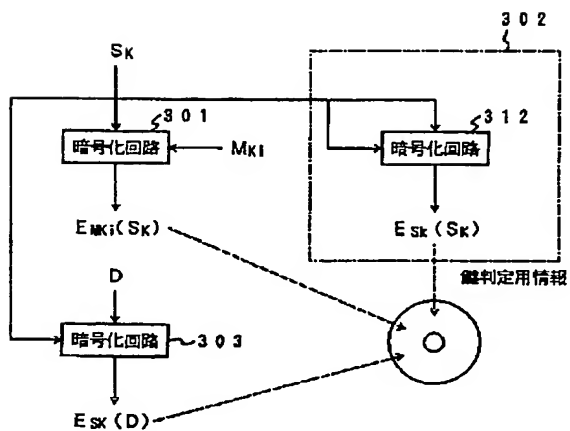 302
SK
301
312
暗号化回路
MKi
暗号化回路
EMKi(SK)
ESk(SK)
D
鍵判定用情報
暗号化回路
303
ESK(D)